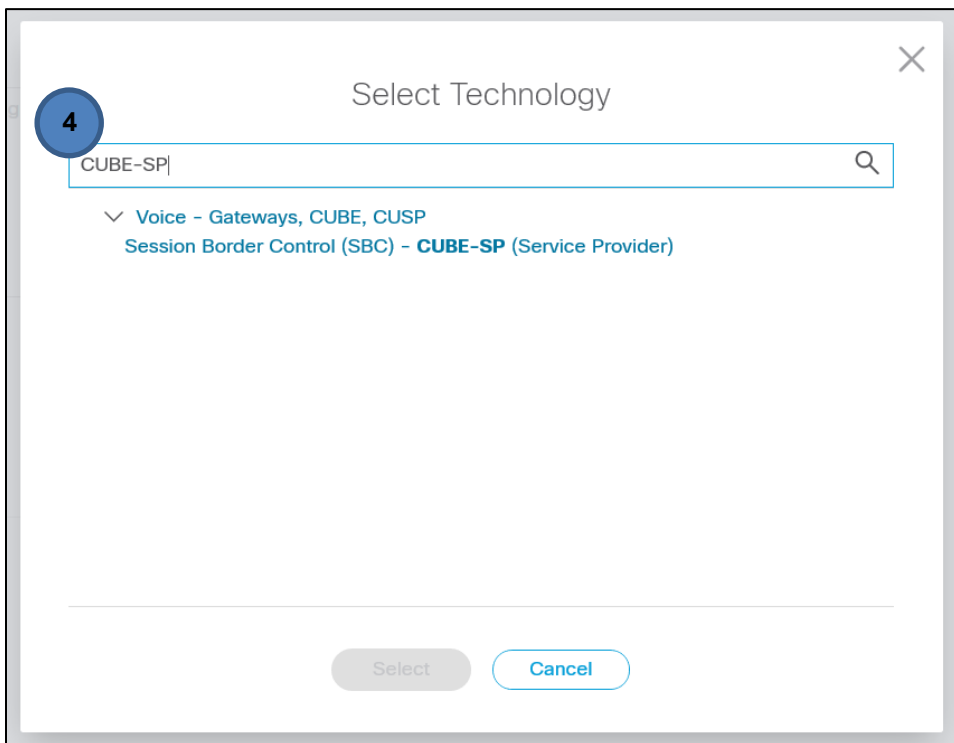 Select Technology
4
CUBE-SP
Voice - Gateways, CUBE, CUSP
Session Border Control (SBC) - CUBE-SP (Service Provider)
Select
Cancel